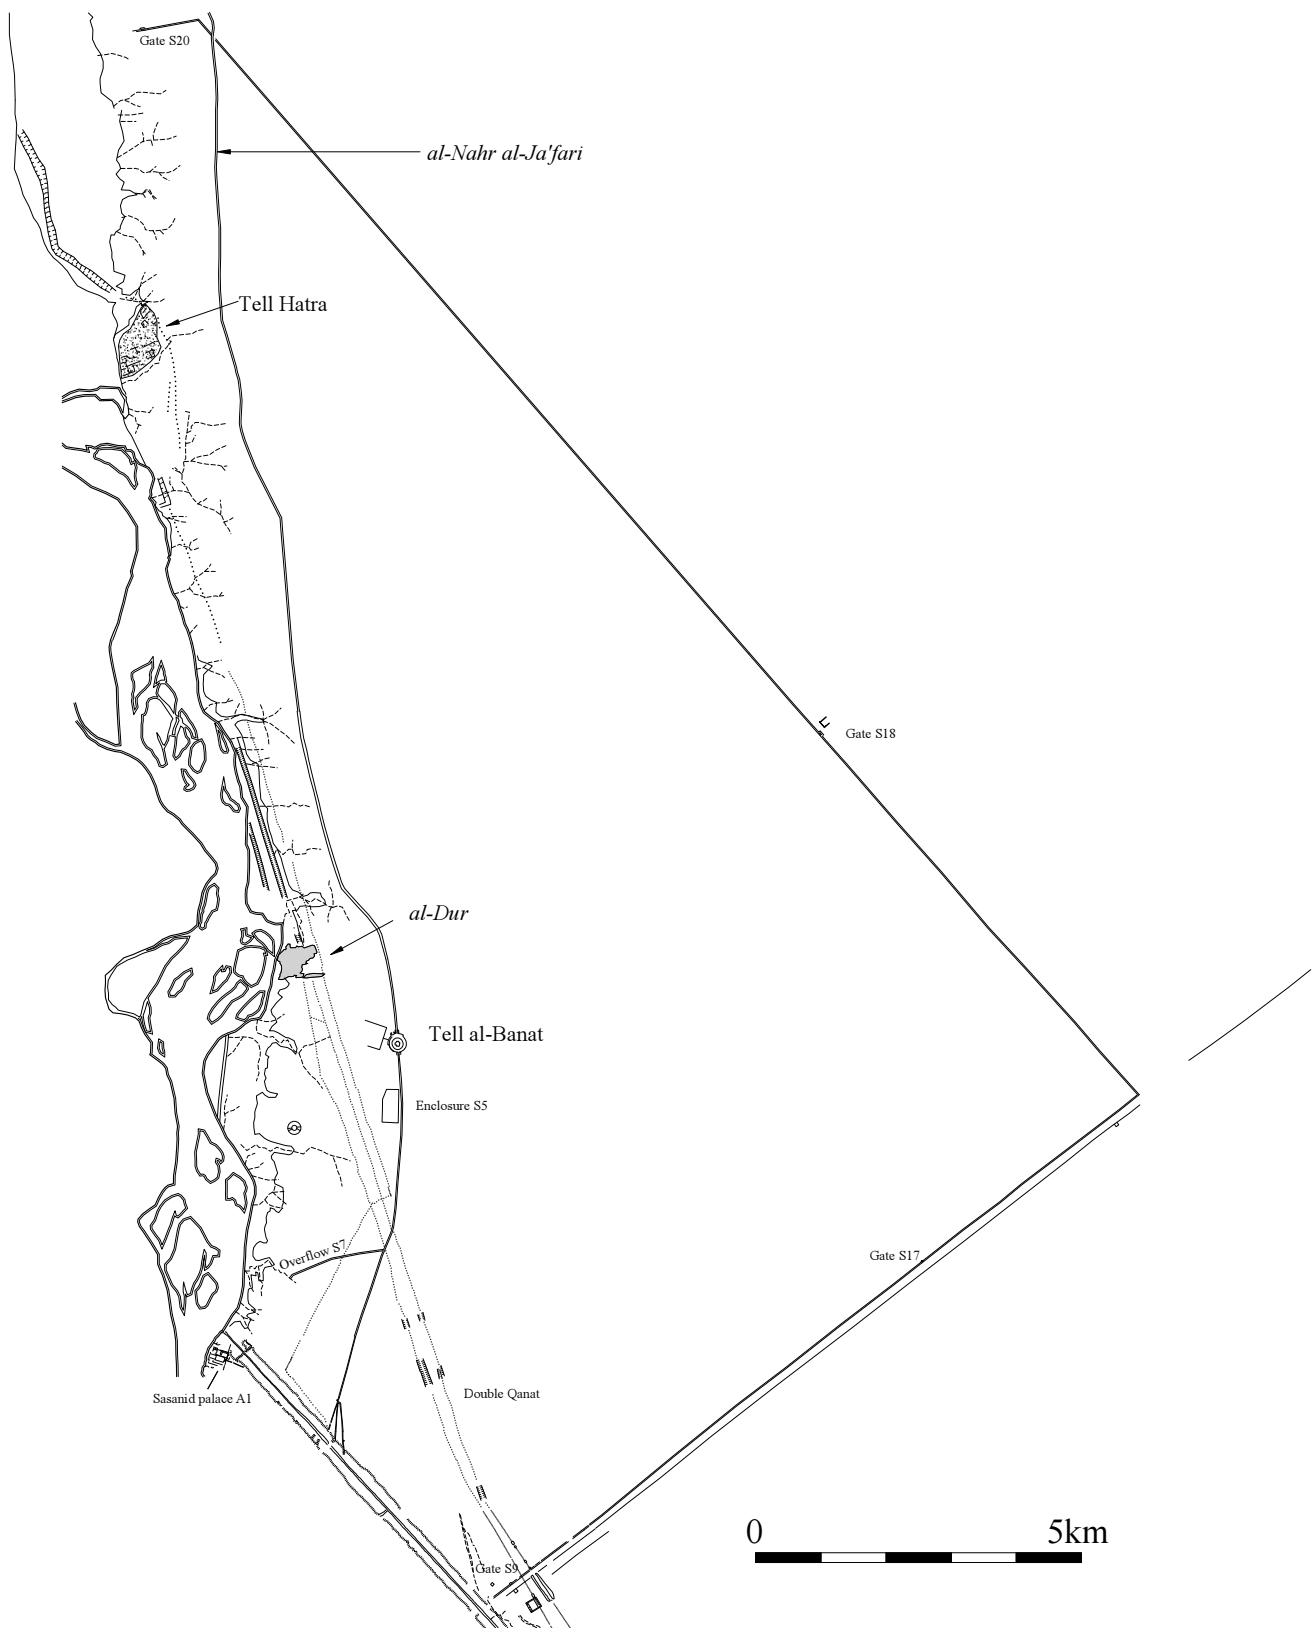 Gate S20
al-Nahr al-Ja'fari
Tell Hatra
Gate S18
al-Dur
Tell al-Banat
Enclosure S5
Overflow S7
Gate S17
Double Qanat
Sasanid palace A1
0 5km
Gate S9